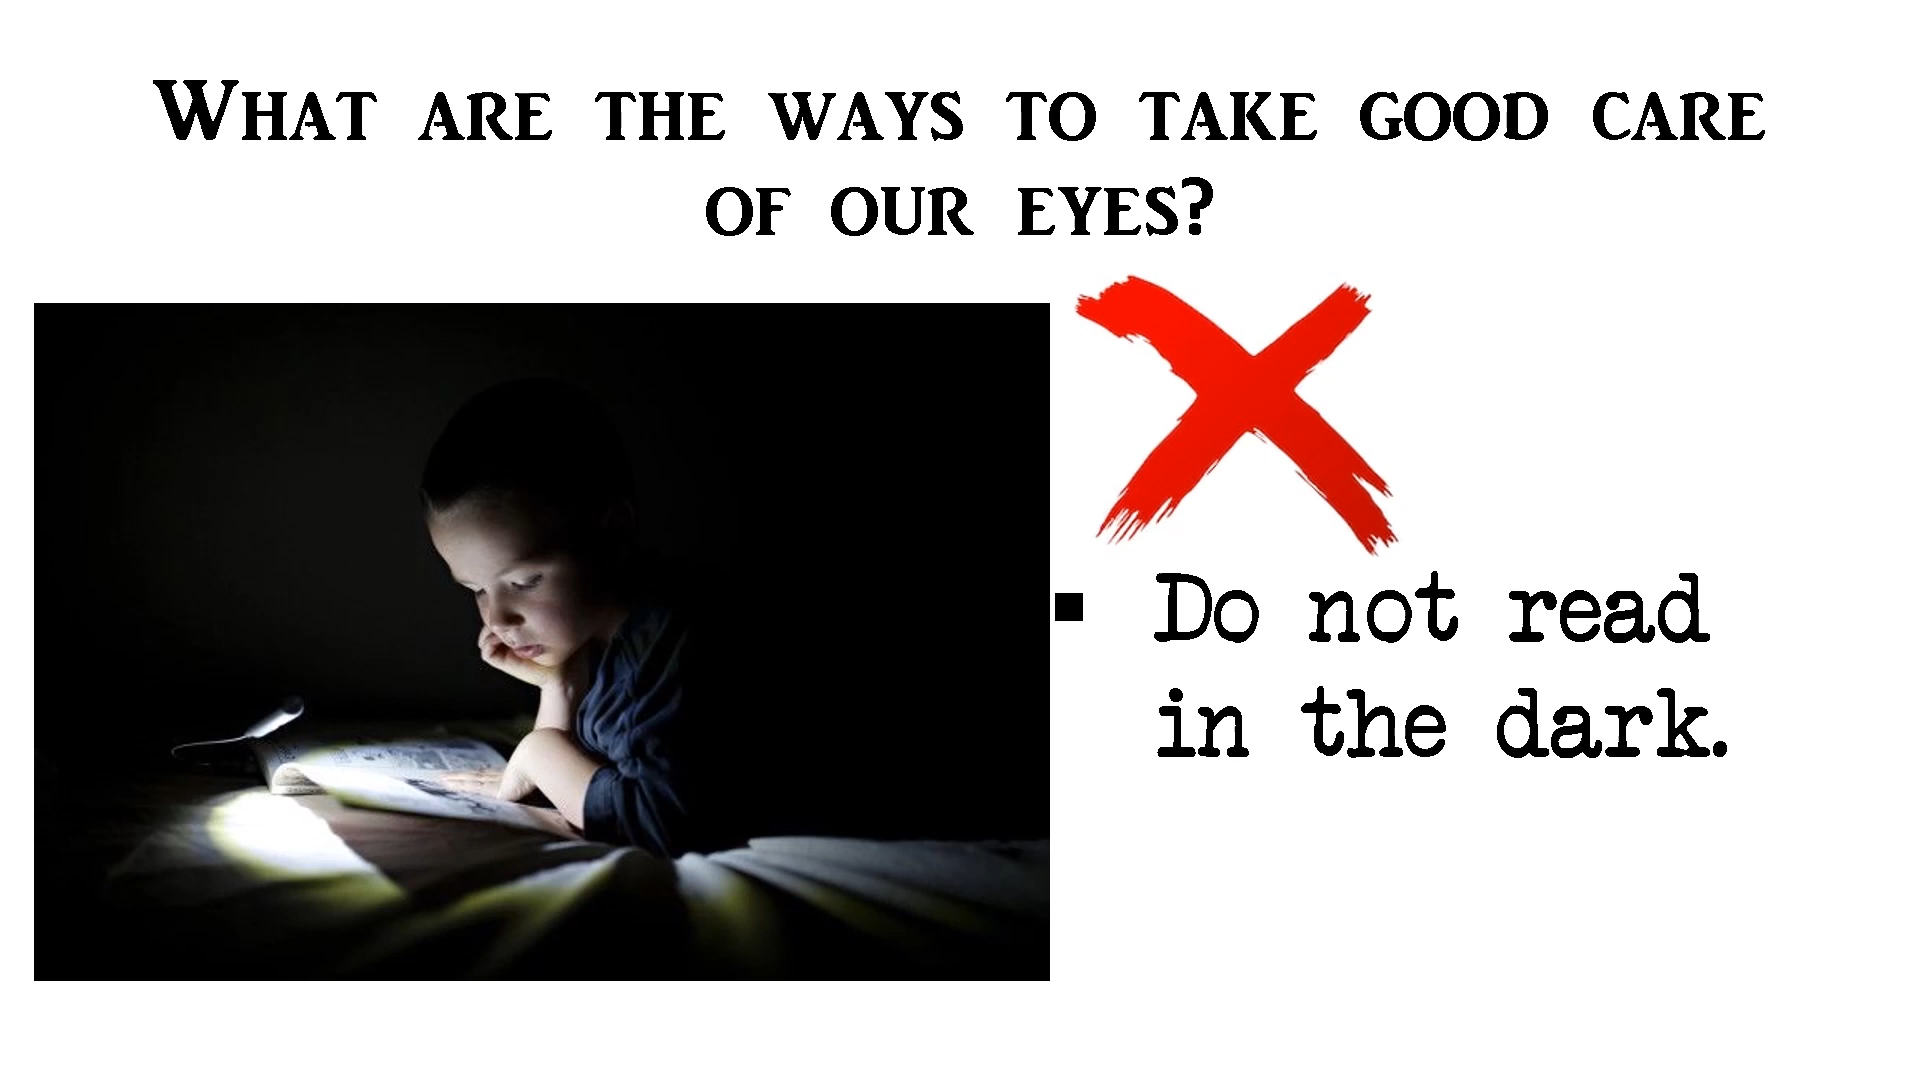 What are the ways to take good care
of our eyes?
▪ Do not read
in the dark.